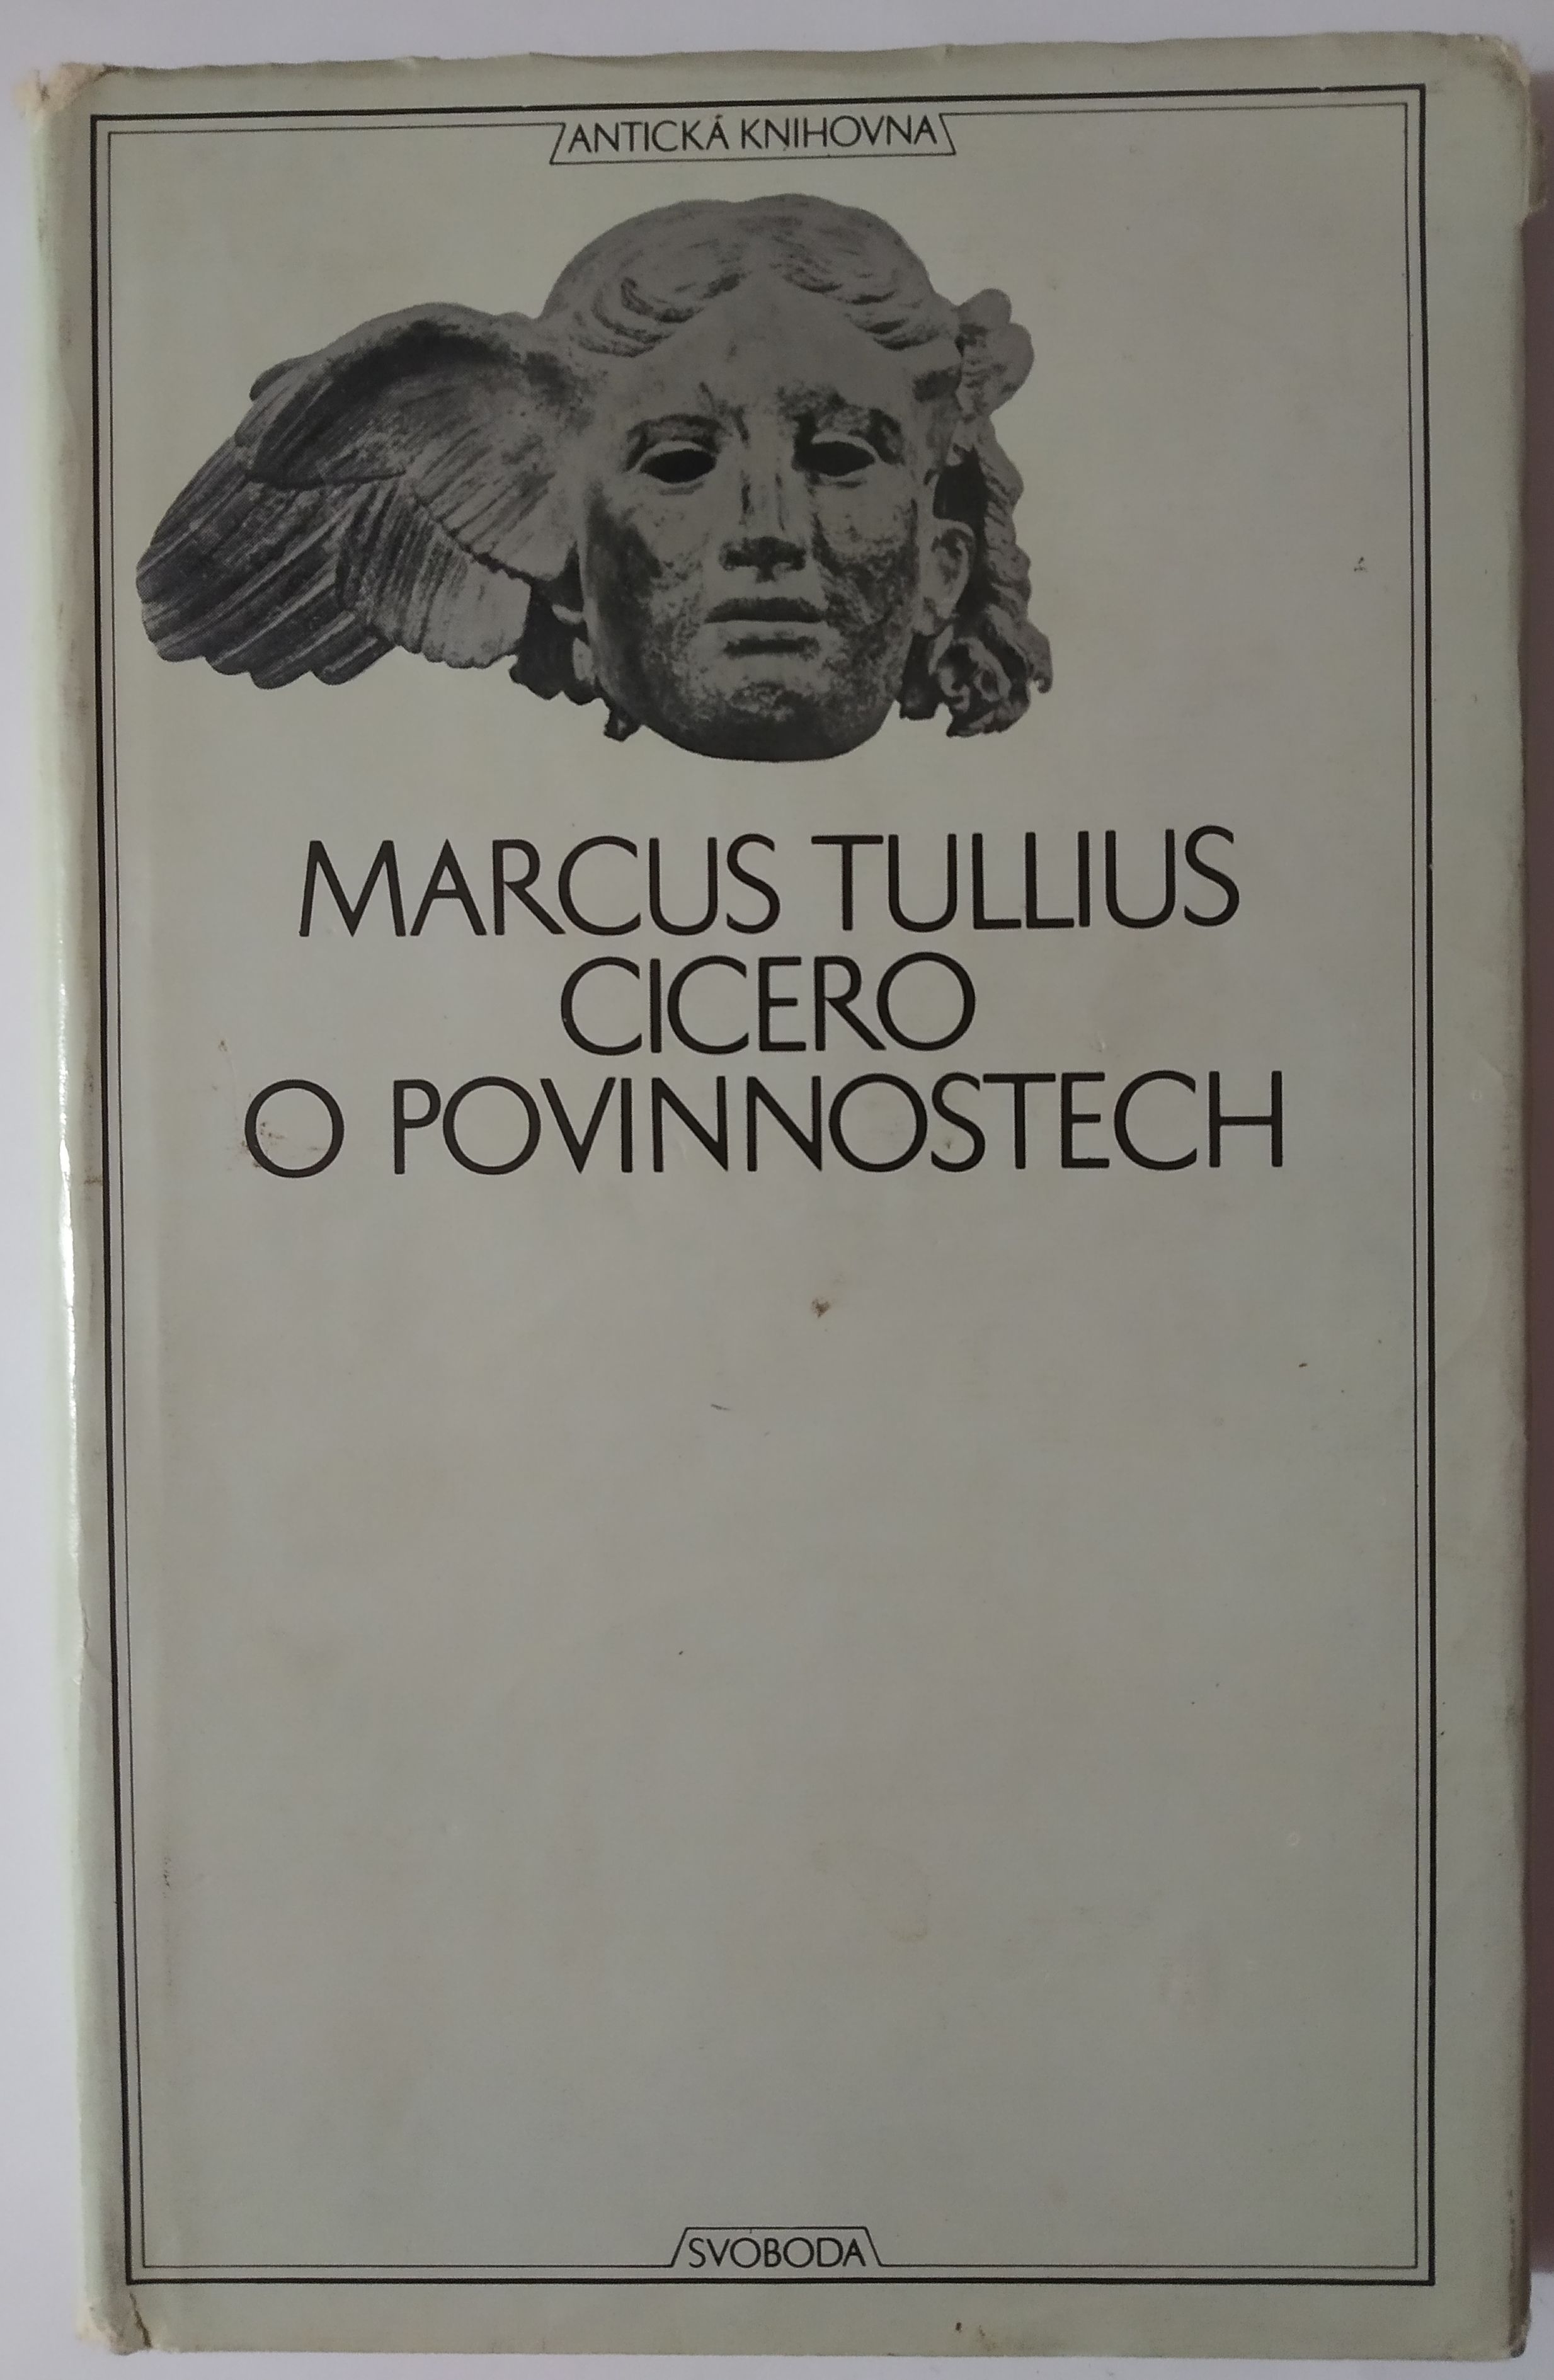 ANTICKÁ KNIHOVNA
MARCUS TULLIUS
CICERO
O POVINNOSTECH
SVOBODA